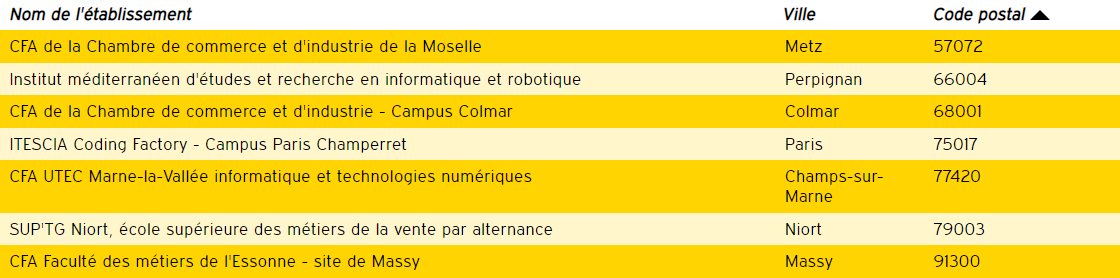 Nom de l'établissement Ville Code postal
CFA de la Chambre de commerce et d'industrie de la Moselle Metz 57072
Institut méditerranéen d'études et recherche en informatique et robotique Perpignan 66004
CFA de la Chambre de commerce et d'industrie - Campus Colmar Colmar 68001
ITESCIA Coding Factory - Campus Paris Champerret Paris 75017
CFA UTEC Marne-la-Vallée informatique et technologies numériques Champs-sur- 77420
Marne
SUP'TG Niort, école supérieure des métiers de la vente par alternance Niort 79003
CFA Faculté des métiers de l'Essonne - site de Massy Massy 91300